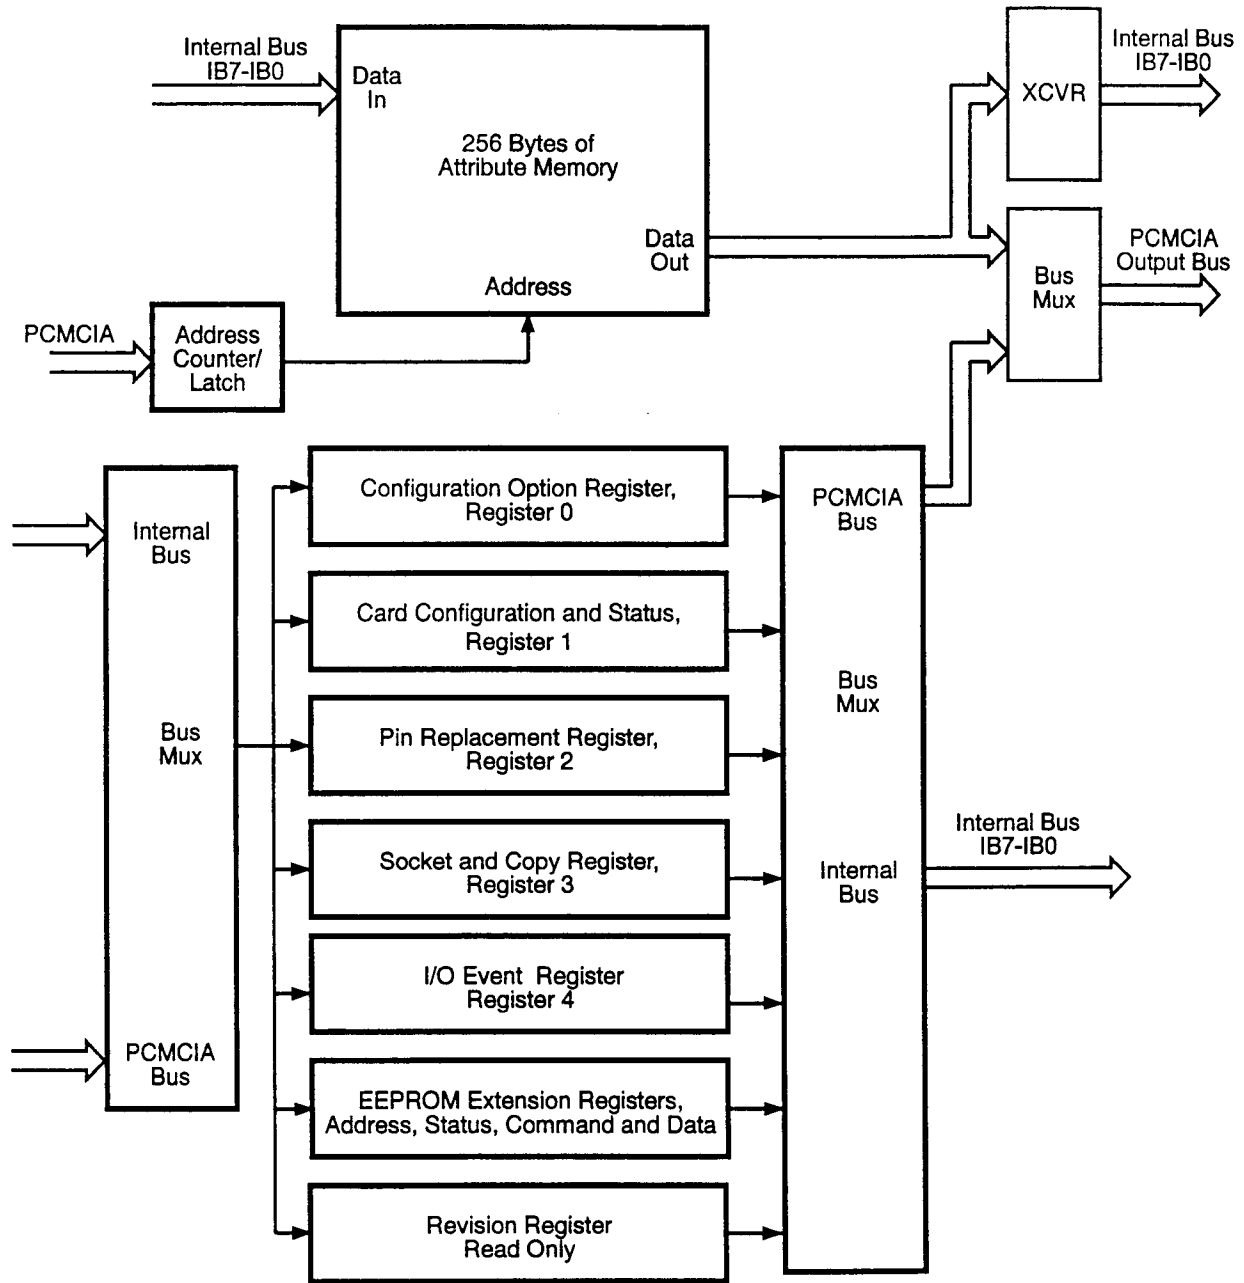 Internal Bus
IB7-IB0
Data
In
256 Bytes of
Attribute Memory
Data
Out
Address
XCVR
Internal Bus
IB7-IB0
Bus
Mux
PCMCIA
Output Bus
PCMCIA
Address
Counter/
Latch
Internal
Bus
Bus
Mux
PCMCIA
Bus
Configuration Option Register,
Register 0
Card Configuration and Status,
Register 1
Pin Replacement Register,
Register 2
Socket and Copy Register,
Register 3
I/O Event Register
Register 4
EEPROM Extension Registers,
Address, Status, Command and Data
Revision Register
Read Only
PCMCIA
Bus
Bus
Mux
Internal
Bus
Internal Bus
IB7-IB0